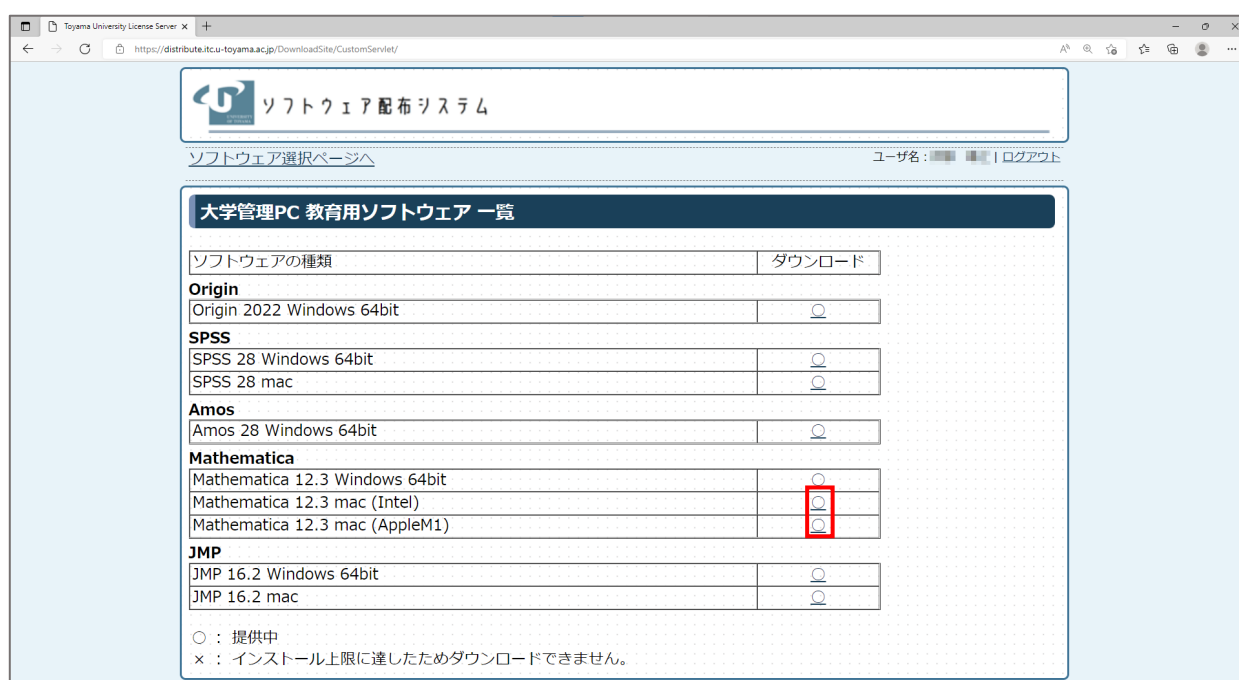 Toyama University License Server
https://distribute.itc.u-toyama.ac.jp/DownloadSite/CustomServlet/
ソフトウェア配布システム
ソフトウェア選択ページへ ユーザ名 : | ログアウト
大学管理PC 教育用ソフトウェア 一覧
ソフトウェアの種類 ダウンロード
Origin
Origin 2022 Windows 64bit ○
SPSS
SPSS 28 Windows 64bit ○
SPSS 28 mac ○
Amos
Amos 28 Windows 64bit ○
Mathematica
Mathematica 12.3 Windows 64bit ○
Mathematica 12.3 mac (Intel) ○
Mathematica 12.3 mac (AppleM1) ○
JMP
JMP 16.2 Windows 64bit ○
JMP 16.2 mac ○
○ : 提供中
× : インストール上限に達したためダウンロードできません。